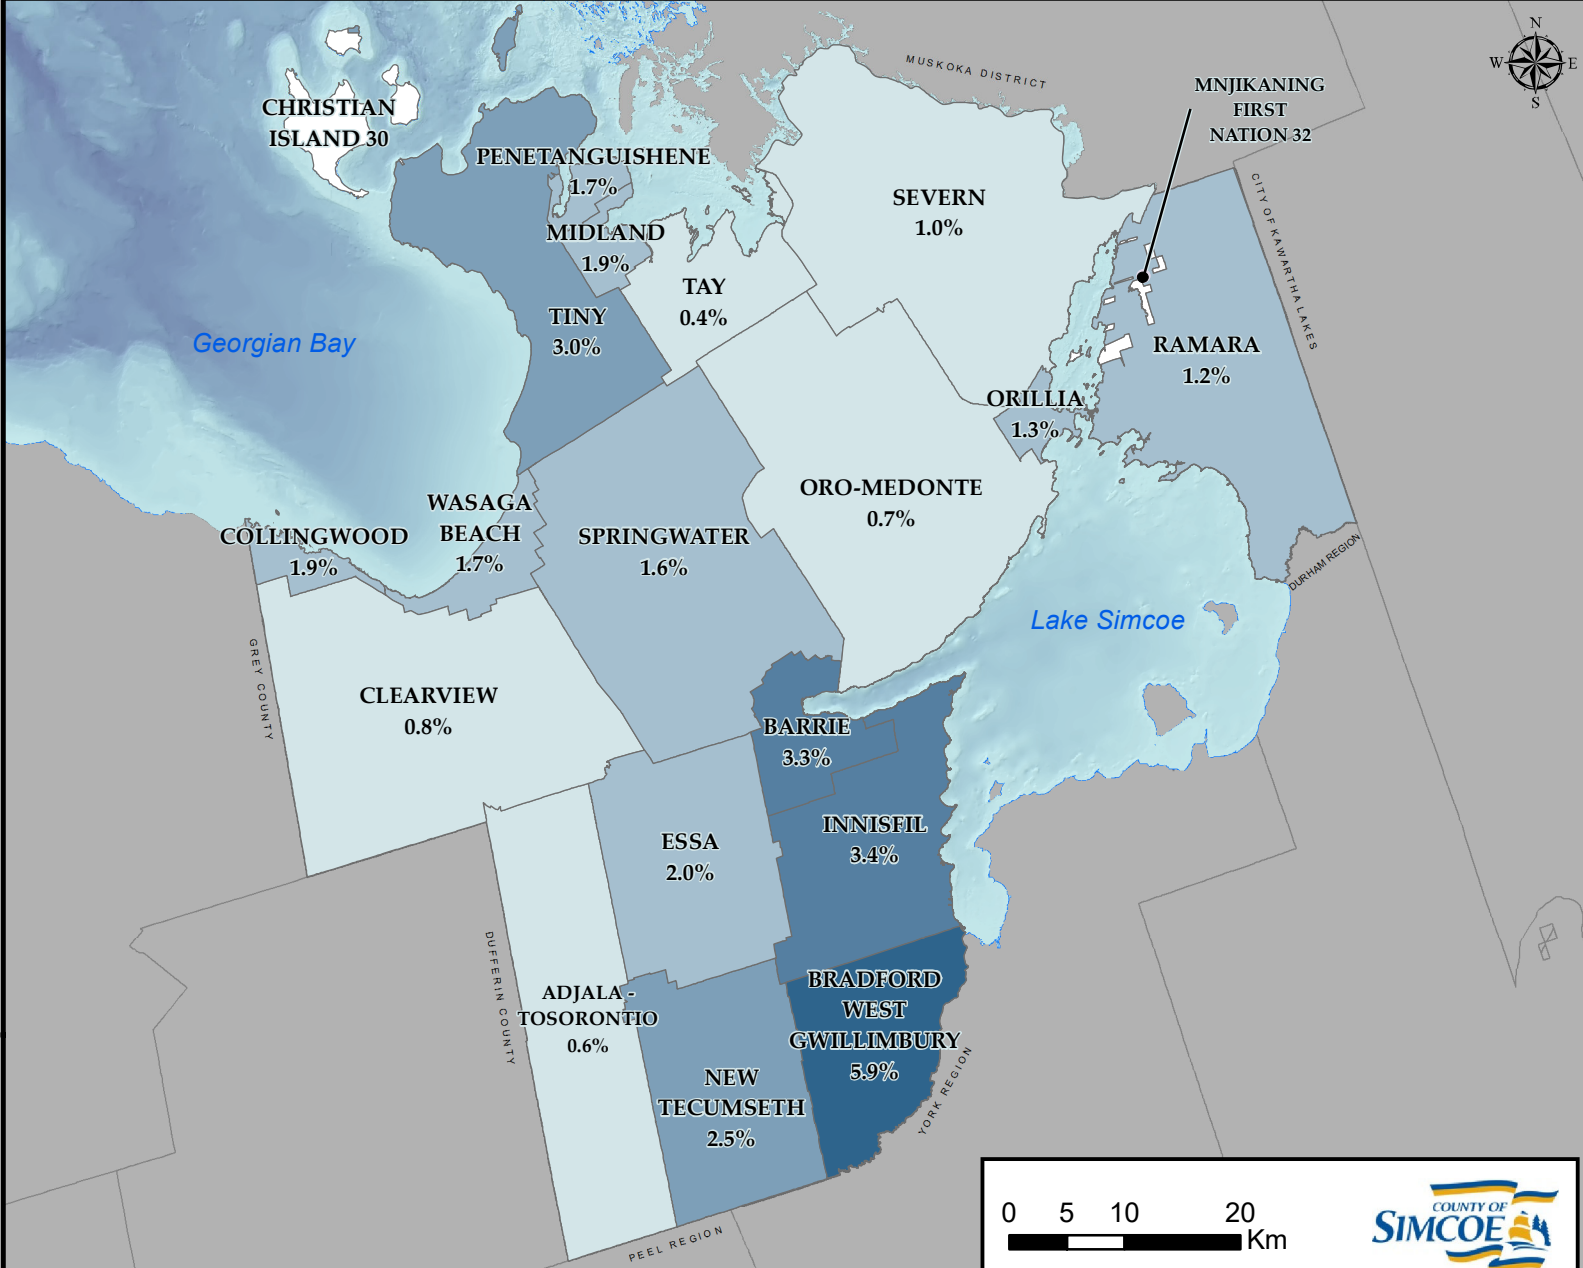 N
W E
S
MUSKOKA DISTRICT
MNJIKANING
FIRST
NATION 32
CHRISTIAN
ISLAND 30
PENETANGUISHENE
1.7%
MIDLAND
1.9%
SEVERN
1.0%
CITY OF KAWARTHA LAKES
TAY
0.4%
TINY
3.0%
Georgian Bay
RAMARA
1.2%
ORILLIA
1.3%
ORO-MEDONTE
0.7%
WASAGA
BEACH
1.7%
COLLINGWOOD
1.9%
SPRINGWATER
1.6%
DURHAM REGION
Lake Simcoe
GREY COUNTY
CLEARVIEW
0.8%
BARRIE
3.3%
INNISFIL
3.4%
ESSA
2.0%
DUFFERIN COUNTY
ADJALA -
TOSORONTIO
0.6%
BRADFORD
WEST
GWILLIMBURY
5.9%
YORK REGION
NEW
TECUMSETH
2.5%
PEEL REGION
0 5 10 20
Km
COUNTY OF
SIMCOE